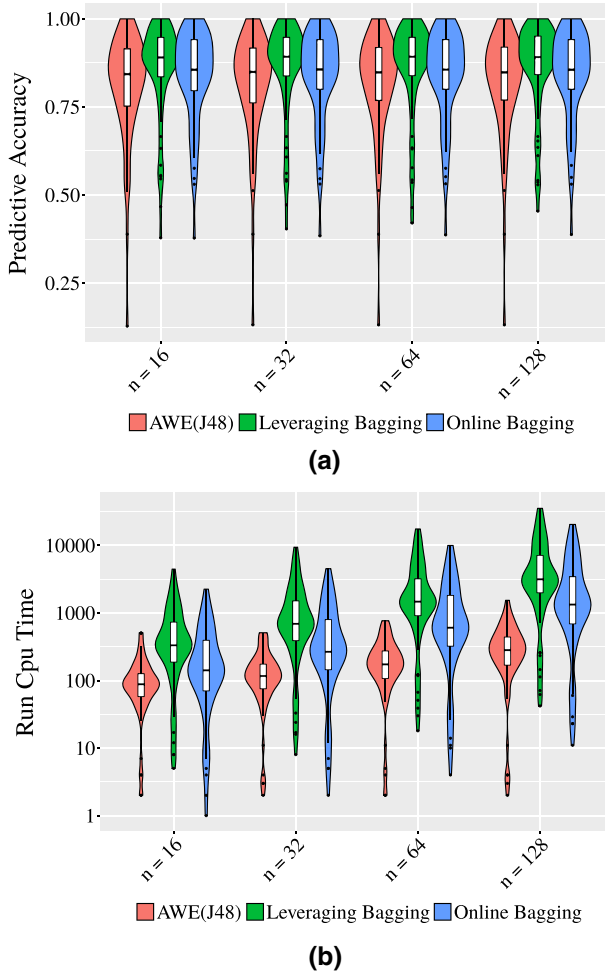 1.00
0.75
0.50
0.25
Predictive Accuracy
n = 16
n = 32
n = 64
n = 128
AWE(J48) Leveraging Bagging Online Bagging
(a)
10000
1000
100
10
1
Run Cpu Time
n = 16
n = 32
n = 64
n = 128
AWE(J48) Leveraging Bagging Online Bagging
(b)